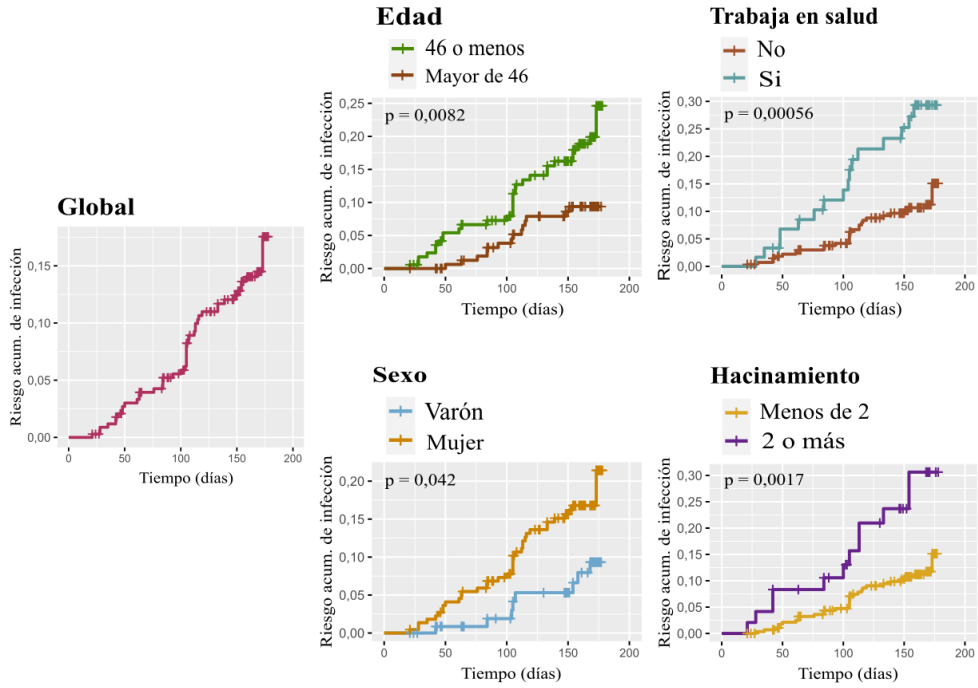 Global
Riesgo acum. de infección
0,15
0,10
0,05
0,00
0 50 100 150 200
Tiempo (días)
Edad
46 o menos
Mayor de 46
Riesgo acum. de infección
p = 0,0082
0,25
0,20
0,15
0,10
0,05
0,00
0 50 100 150 200
Tiempo (días)
Trabaja en salud
No
Si
Riesgo acum. de infección
p = 0,00056
0,30
0,25
0,20
0,15
0,10
0,05
0,00
0 50 100 150 200
Tiempo (días)
Sexo
Varón
Mujer
Riesgo acum. de infección
p = 0,042
0,20
0,15
0,10
0,05
0,00
0 50 100 150 200
Tiempo (días)
Hacinamiento
Menos de 2
2 o más
Riesgo acum. de infección
p = 0,0017
0,30
0,25
0,20
0,15
0,10
0,05
0,00
0 50 100 150 200
Tiempo (días)